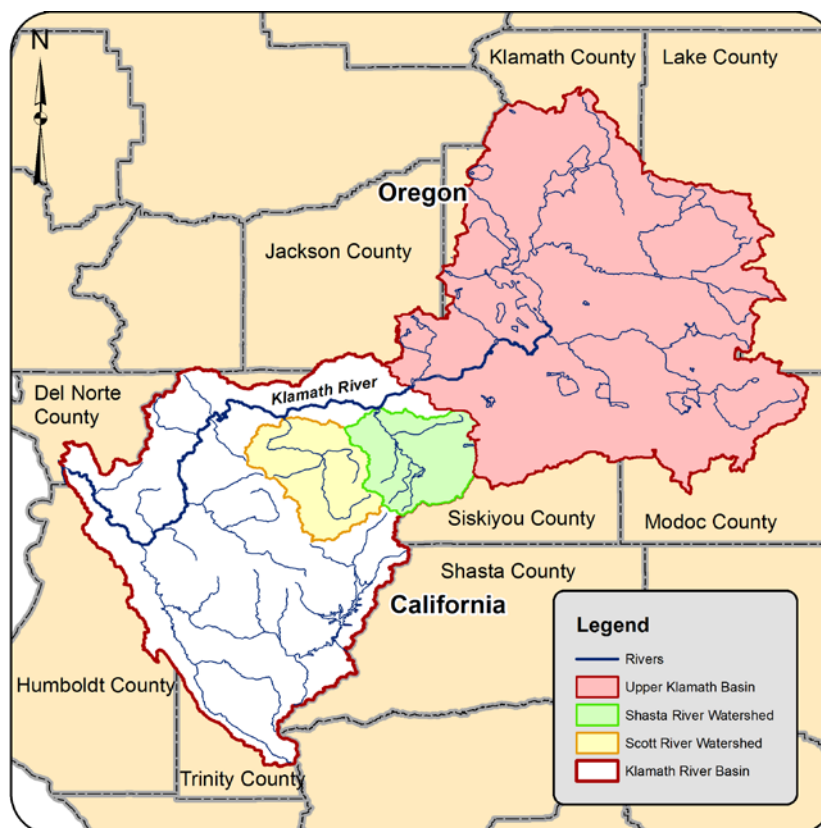 N
Klamath County
Lake County
Oregon
Jackson County
Klamath River
Del Norte
County
Siskiyou County
Modoc County
Shasta County
California
Humboldt County
Trinity County
Legend
Rivers
Upper Klamath Basin
Shasta River Watershed
Scott River Watershed
Klamath River Basin